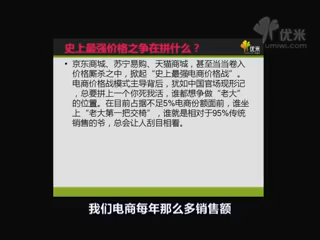 优米
www.umiwi.com
史上最强价格之争在拼什么？
优米
• 京东商城、苏宁易购、天猫商城，甚至当当卷入
价格厮杀之中，掀起“史上最强电商价格战”。
电商价格战模式主导背后，犹如中国官场现形记
，总要拼上一个你死我活，谁都想争做“老大”
的位置。在目前占据不足5%电商份额面前，谁坐
上“老大第一把交椅”，谁就是相对于95%传统
销售的爷，总会让人刮目相看。
我们电商每年那么多销售额